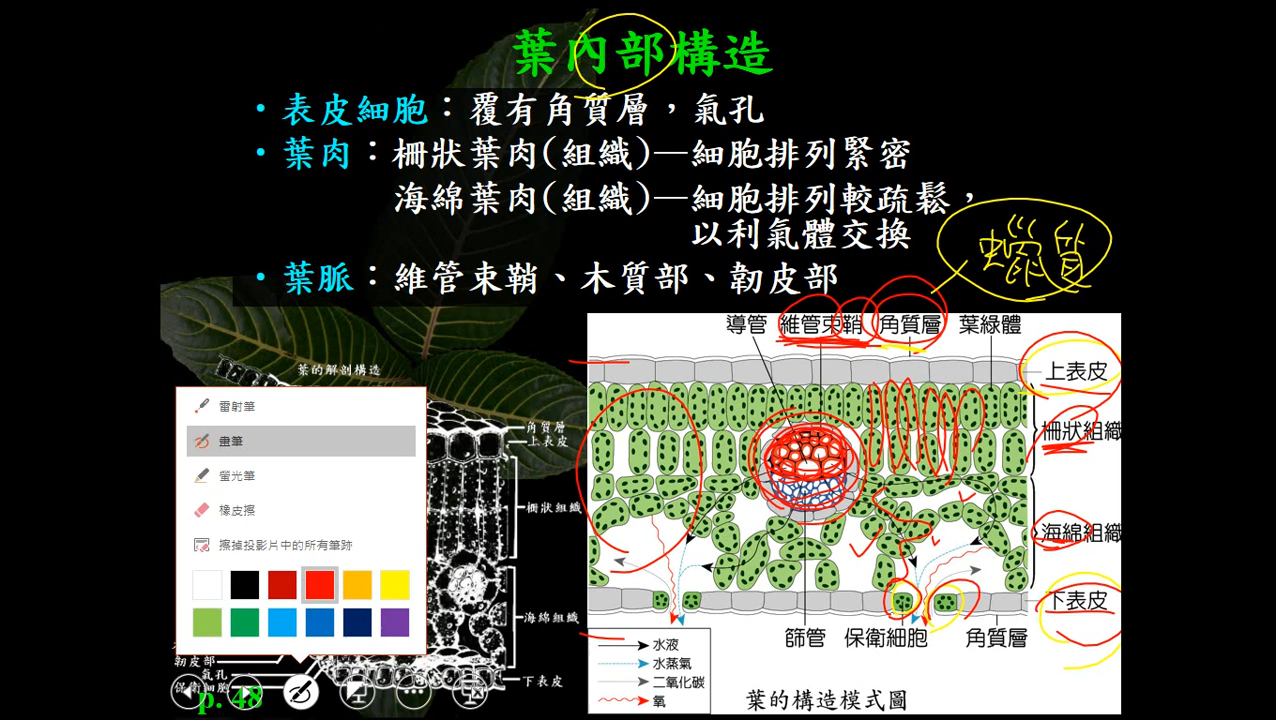 葉內部構造
•表皮細胞：覆有角質層，氣孔
•葉肉：柵狀葉肉(組織)—細胞排列緊密
海綿葉肉(組織)—細胞排列較疏鬆，
以利氣體交換
蠟質
•葉脈：維管束鞘、木質部、韌皮部
導管 維管束鞘 角質層 葉綠體
上表皮
柵狀組織
海綿組織
下表皮
篩管 保衛細胞 角質層
水液
水蒸氣
二氧化碳
氧
葉的構造模式圖
葉的解剖構造
角質層
上表皮
柵狀組織
海綿組織
下表皮
韌皮部
氣孔
保衛細胞
雷射筆
畫筆
螢光筆
橡皮擦
擦掉投影片中的所有筆跡
p. 48